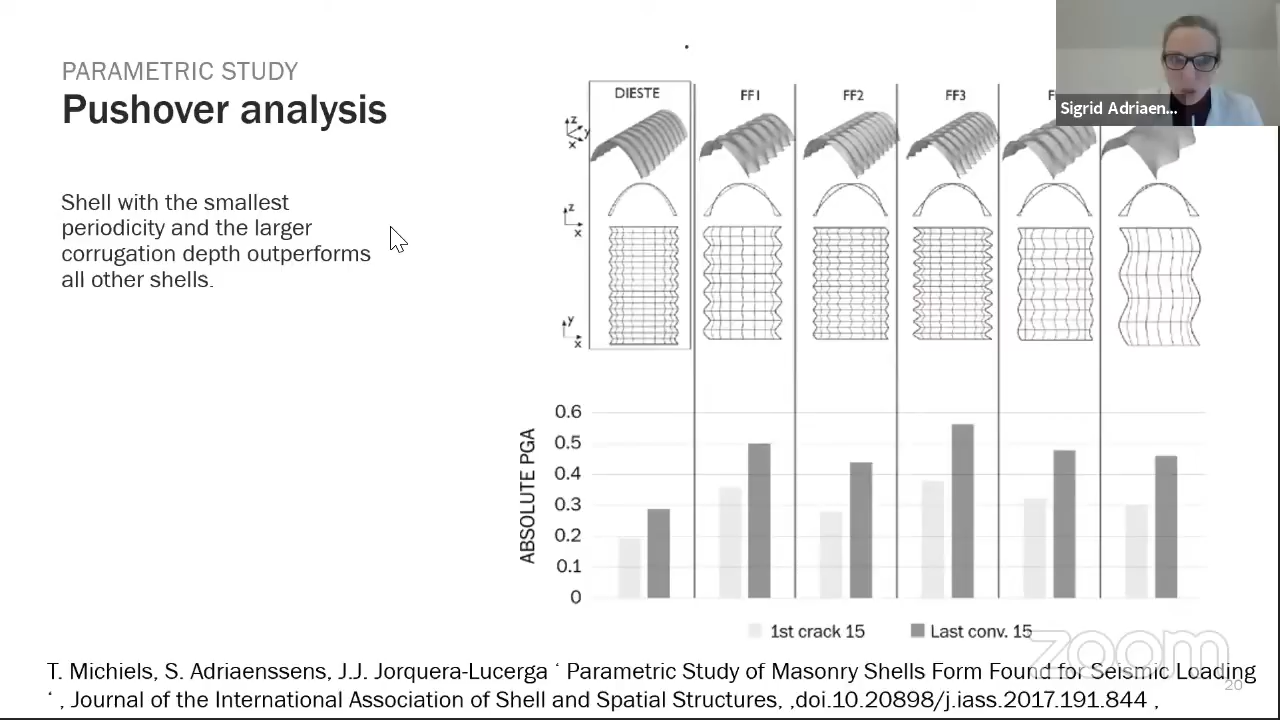 PARAMETRIC STUDY
Pushover analysis
Shell with the smallest
periodicity and the larger
corrugation depth outperforms
all other shells.
DIESTE
FF1
FF2
FF3
Sigrid Adriaen...
z
y
x
z
x
y
x
ABSOLUTE PGA
0.6
0.5
0.4
0.3
0.2
0.1
0
1st crack 15
Last conv. 15
zoom
T. Michiels, S. Adriaenssens, J.J. Jorquera-Lucerga ‘ Parametric Study of Masonry Shells Form Found for Seismic Loading
‘ , Journal of the International Association of Shell and Spatial Structures, ,doi.10.20898/j.iass.2017.191.844 ,
20